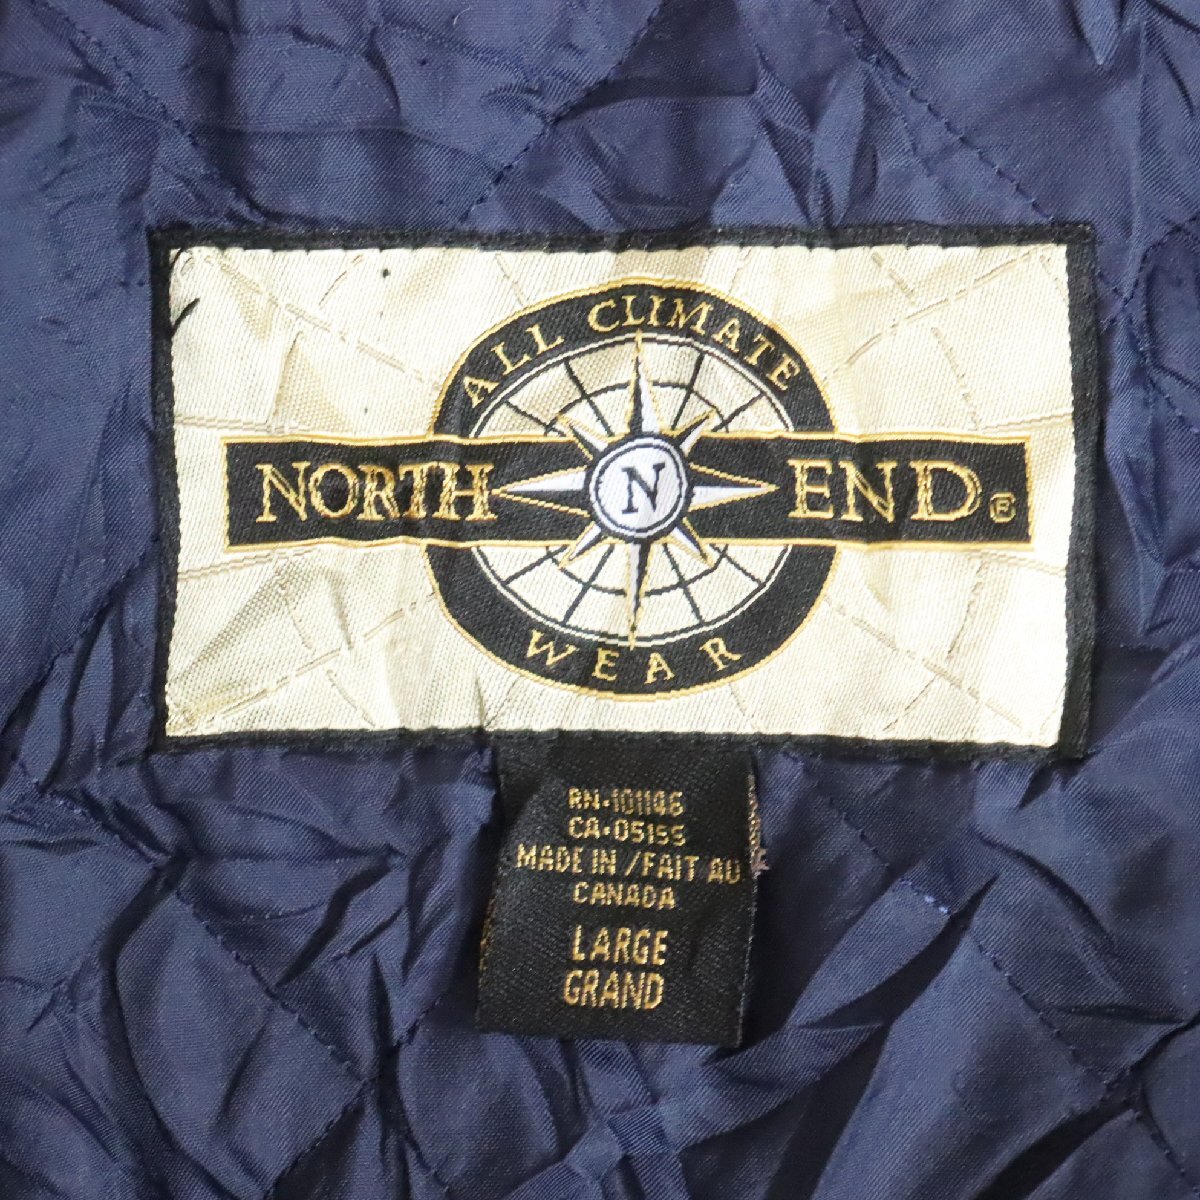 ALL CLIMATE
NORTH N END ®
WEAR
RN•101146
CA•05155
MADE IN /FAIT AU
CANADA
LARGE
GRAND